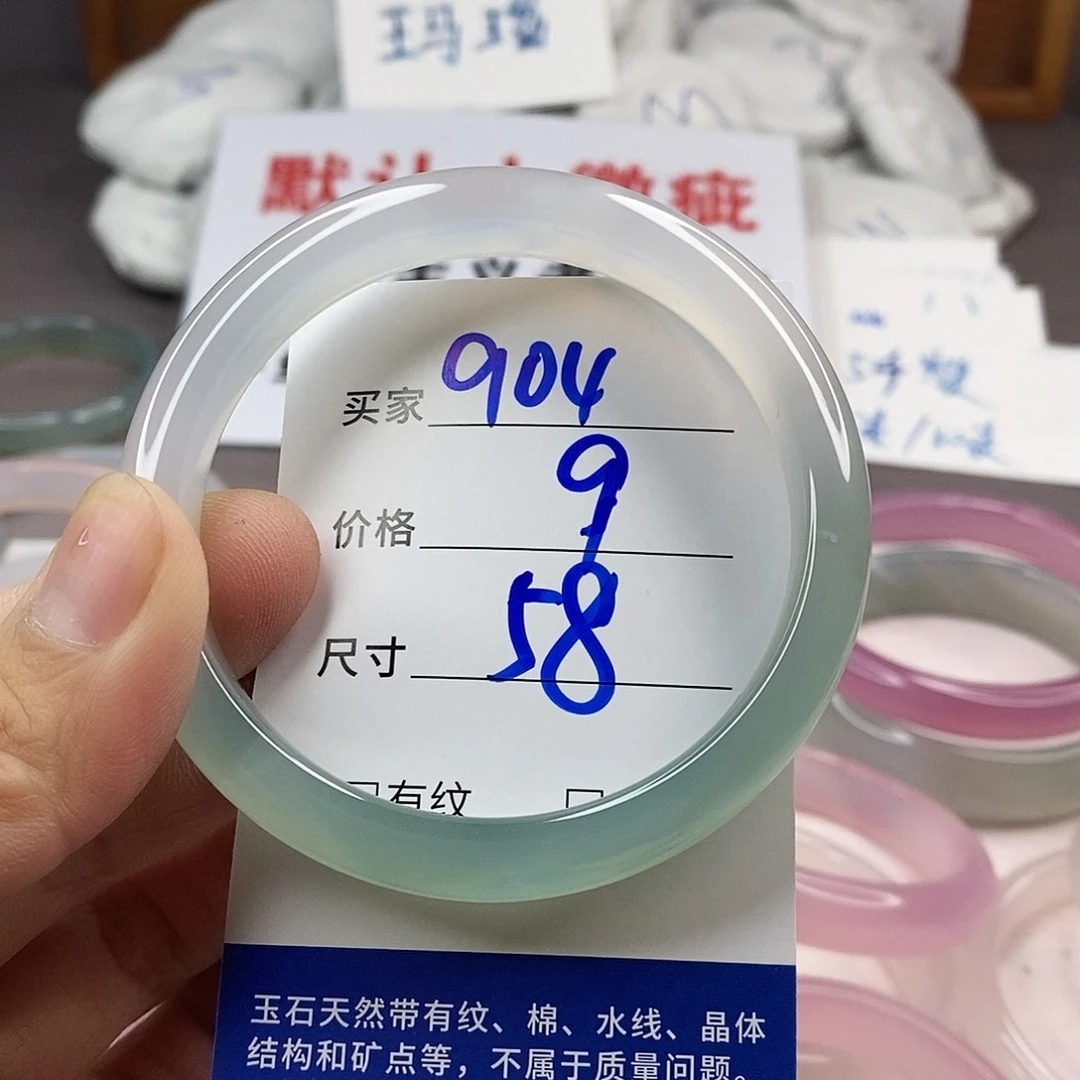 玛瑙
默认
微疵
买家 904
价格 9
尺寸 58
□有纹 □
玉石天然带有纹、棉、水线、晶体
结构和矿点等，不属于质量问题。